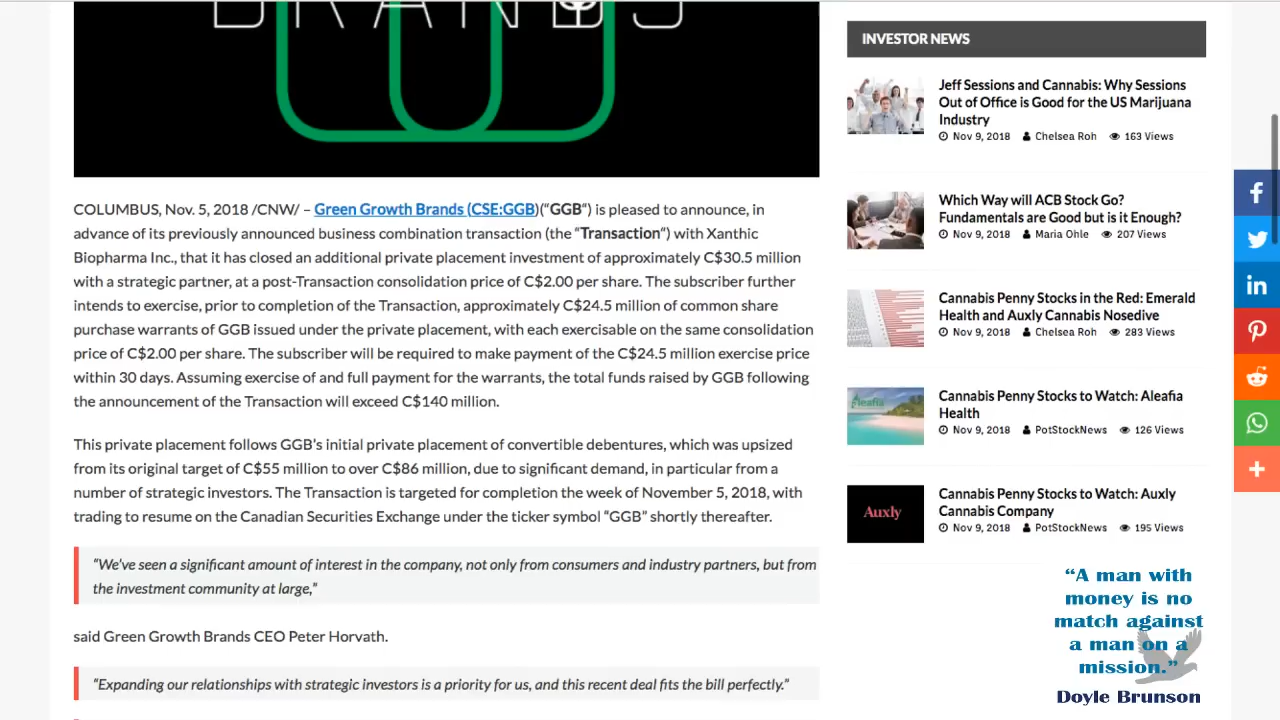 BRANDS
COLUMBUS, Nov. 5, 2018 /CNW/ – Green Growth Brands (CSE:GGB)(“GGB“) is pleased to announce, in
advance of its previously announced business combination transaction (the “Transaction“) with Xanthic
Biopharma Inc., that it has closed an additional private placement investment of approximately C$30.5 million
with a strategic partner, at a post-Transaction consolidation price of C$2.00 per share. The subscriber further
intends to exercise, prior to completion of the Transaction, approximately C$24.5 million of common share
purchase warrants of GGB issued under the private placement, with each exercisable on the same consolidation
price of C$2.00 per share. The subscriber will be required to make payment of the C$24.5 million exercise price
within 30 days. Assuming exercise of and full payment for the warrants, the total funds raised by GGB following
the announcement of the Transaction will exceed C$140 million.
This private placement follows GGB’s initial private placement of convertible debentures, which was upsized
from its original target of C$55 million to over C$86 million, due to significant demand, in particular from a
number of strategic investors. The Transaction is targeted for completion the week of November 5, 2018, with
trading to resume on the Canadian Securities Exchange under the ticker symbol “GGB” shortly thereafter.
“We’ve seen a significant amount of interest in the company, not only from consumers and industry partners, but from
the investment community at large,”
said Green Growth Brands CEO Peter Horvath.
“Expanding our relationships with strategic investors is a priority for us, and this recent deal fits the bill perfectly.”
INVESTOR NEWS
Jeff Sessions and Cannabis: Why Sessions
Out of Office is Good for the US Marijuana
Industry
Nov 9, 2018 Chelsea Roh 163 Views
Which Way will ACB Stock Go?
Fundamentals are Good but is it Enough?
Nov 9, 2018 Maria Ohle 207 Views
Cannabis Penny Stocks in the Red: Emerald
Health and Auxly Cannabis Nosedive
Nov 9, 2018 Chelsea Roh 283 Views
Aleafia
Cannabis Penny Stocks to Watch: Aleafia
Health
Nov 9, 2018 PotStockNews 126 Views
Auxly
Cannabis Penny Stocks to Watch: Auxly
Cannabis Company
Nov 9, 2018 PotStockNews 195 Views
“A man with
money is no
match against
a man on a
mission.”
Doyle Brunson